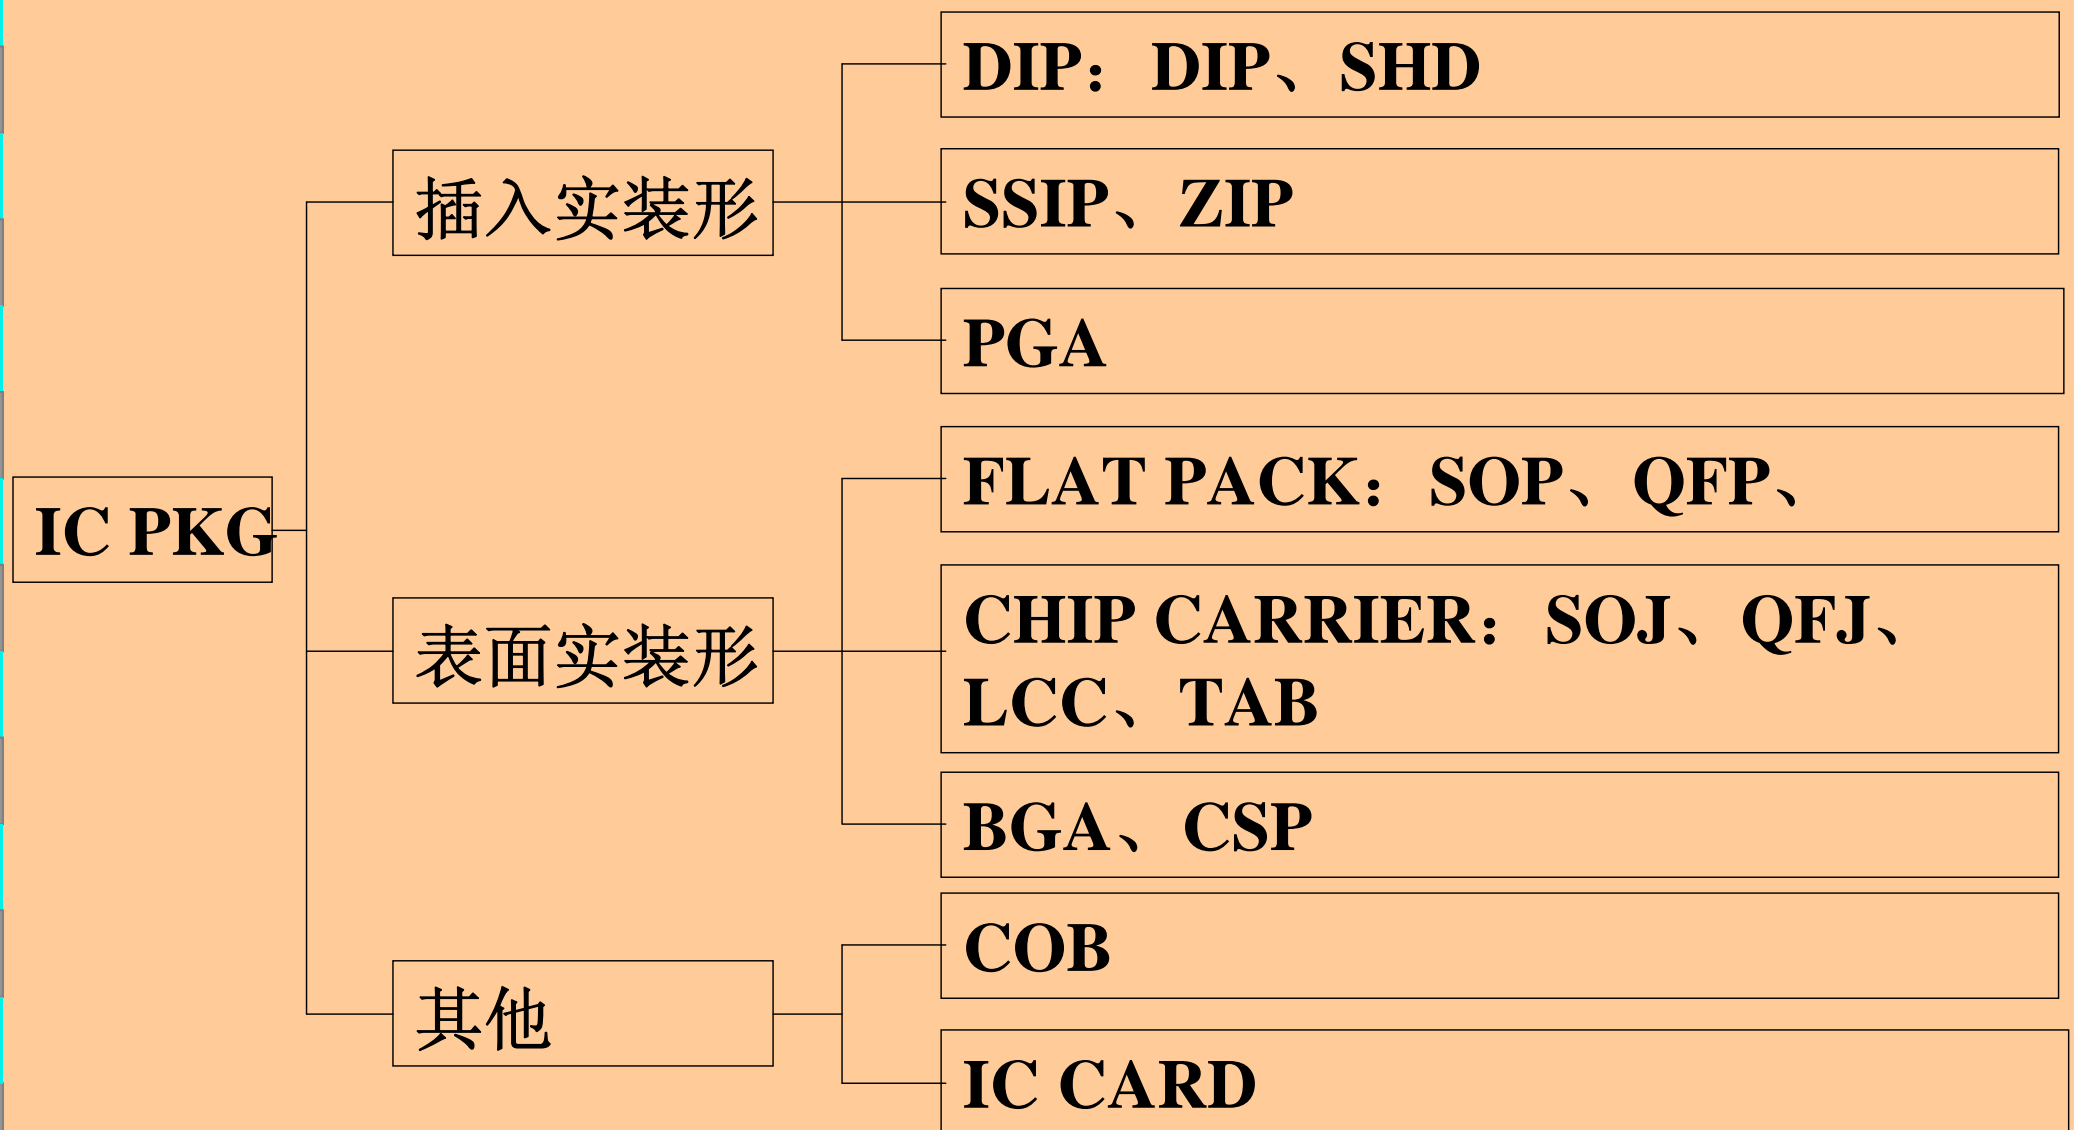 IC PKG
插入实装形
DIP：DIP、SHD
SSIP、ZIP
PGA
表面实装形
FLAT PACK：SOP、QFP、
CHIP CARRIER：SOJ、QFJ、
LCC、TAB
BGA、CSP
其他
COB
IC CARD